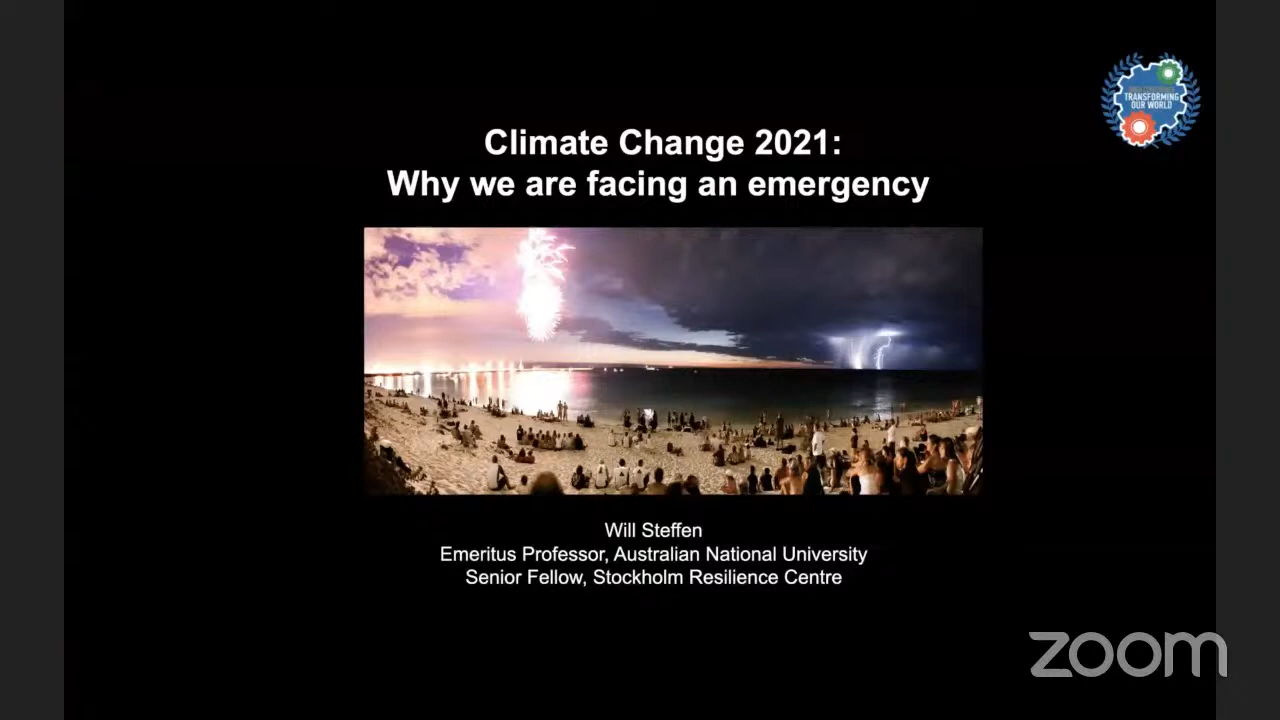 TRANSFORMING
OUR WORLD
Climate Change 2021:
Why we are facing an emergency
Will Steffen
Emeritus Professor, Australian National University
Senior Fellow, Stockholm Resilience Centre
zoom